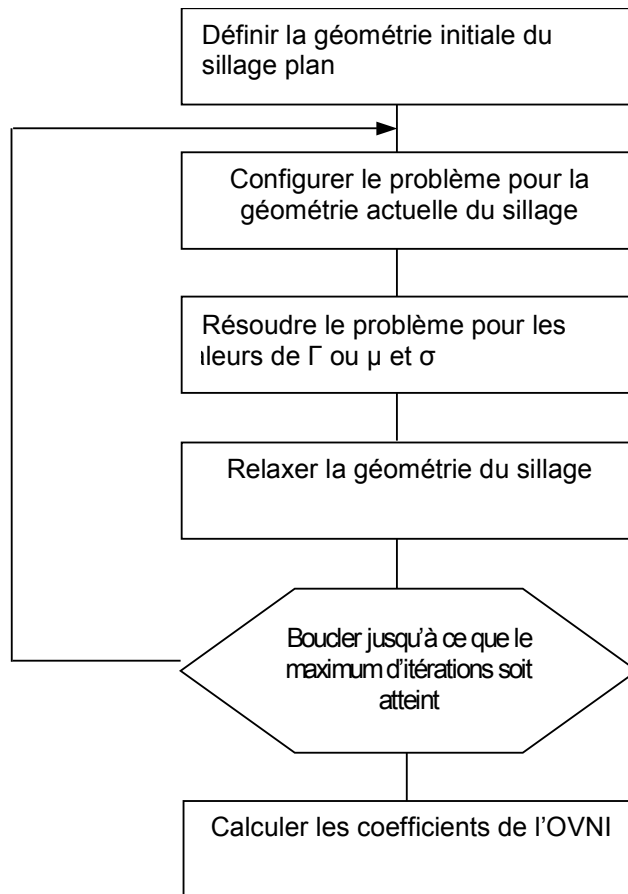 Définir la géométrie initiale du
sillage plan
Configurer le problème pour la
géométrie actuelle du sillage
Résoudre le problème pour les
aleurs de Γ ou μ et σ
Relaxer la géométrie du sillage
Boucler jusqu'à ce que le
maximum d'itérations soit
atteint
Calculer les coefficients de l'OVNI